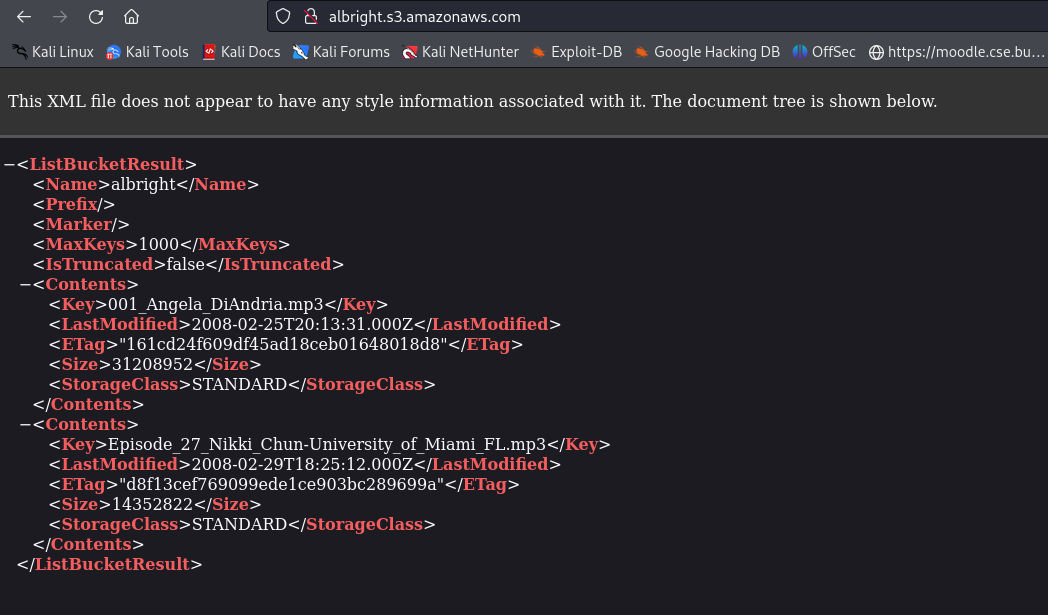 albright.s3.amazonaws.com
Kali Linux Kali Tools Kali Docs Kali Forums Kali NetHunter Exploit-DB Google Hacking DB OffSec https://moodle.cse.bu...
This XML file does not appear to have any style information associated with it. The document tree is shown below.
−<ListBucketResult>
<Name>albright</Name>
<Prefix/>
<Marker/>
<MaxKeys>1000</MaxKeys>
<IsTruncated>false</IsTruncated>
−<Contents>
<Key>001_Angela_DiAndria.mp3</Key>
<LastModified>2008-02-25T20:13:31.000Z</LastModified>
<ETag>"161cd24f609df45ad18ceb01648018d8"</ETag>
<Size>31208952</Size>
<StorageClass>STANDARD</StorageClass>
</Contents>
−<Contents>
<Key>Episode_27_Nikki_Chun-University_of_Miami_FL.mp3</Key>
<LastModified>2008-02-29T18:25:12.000Z</LastModified>
<ETag>"d8f13cef769099ede1ce903bc289699a"</ETag>
<Size>14352822</Size>
<StorageClass>STANDARD</StorageClass>
</Contents>
</ListBucketResult>